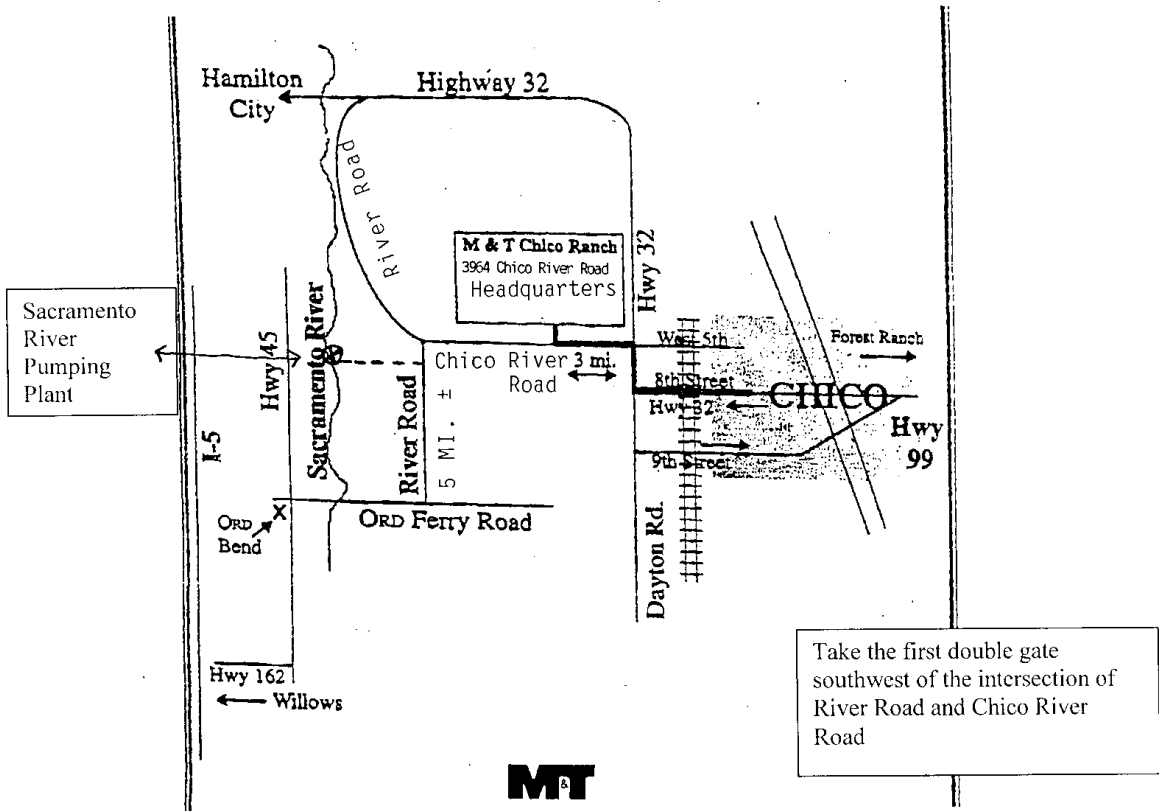 Hamilton
City
Highway 32
River Road
M & T Chico Ranch
3964 Chico River Road
Headquarters
Hwy 32
Sacramento
River
Pumping
Plant
Hwy 45
I-5
Sacramento River
Chico River
Road
3 mi.
River Road
5 MI. ±
West 5th
Forest Ranch
8th Street
Hwy 32
CHICO
Hwy
99
9th Street
ORD
Bend
X
ORD Ferry Road
Dayton Rd.
Hwy 162
Willows
Take the first double gate
southwest of the intersection of
River Road and Chico River
Road
M&T